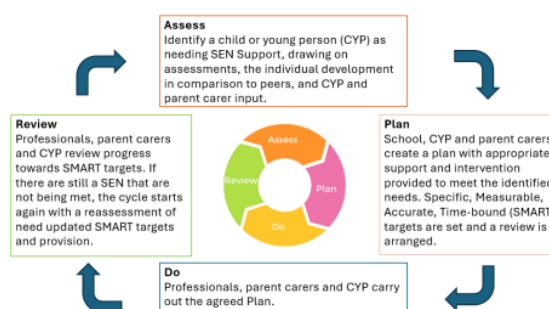 Assess
Identify a child or young person (CYP) as
needing SEN Support, drawing on
assessments, the individual development
in comparison to peers, and CYP and
parent carer input.
Review
Professionals, parent carers
and CYP review progress
towards SMART targets. If
there are still a SEN that are
not being met, the cycle starts
again with a reassessment of
need updated SMART targets
and provision.
Assess
Review
Plan
Do
Plan
School, CYP and parent carers
create a plan with appropriate
support and intervention
provided to meet the identified
needs. Specific, Measurable,
Accurate, Time-bound (SMART
targets are set and a review is
arranged.
Do
Professionals, parent carers and CYP carry
out the agreed Plan.